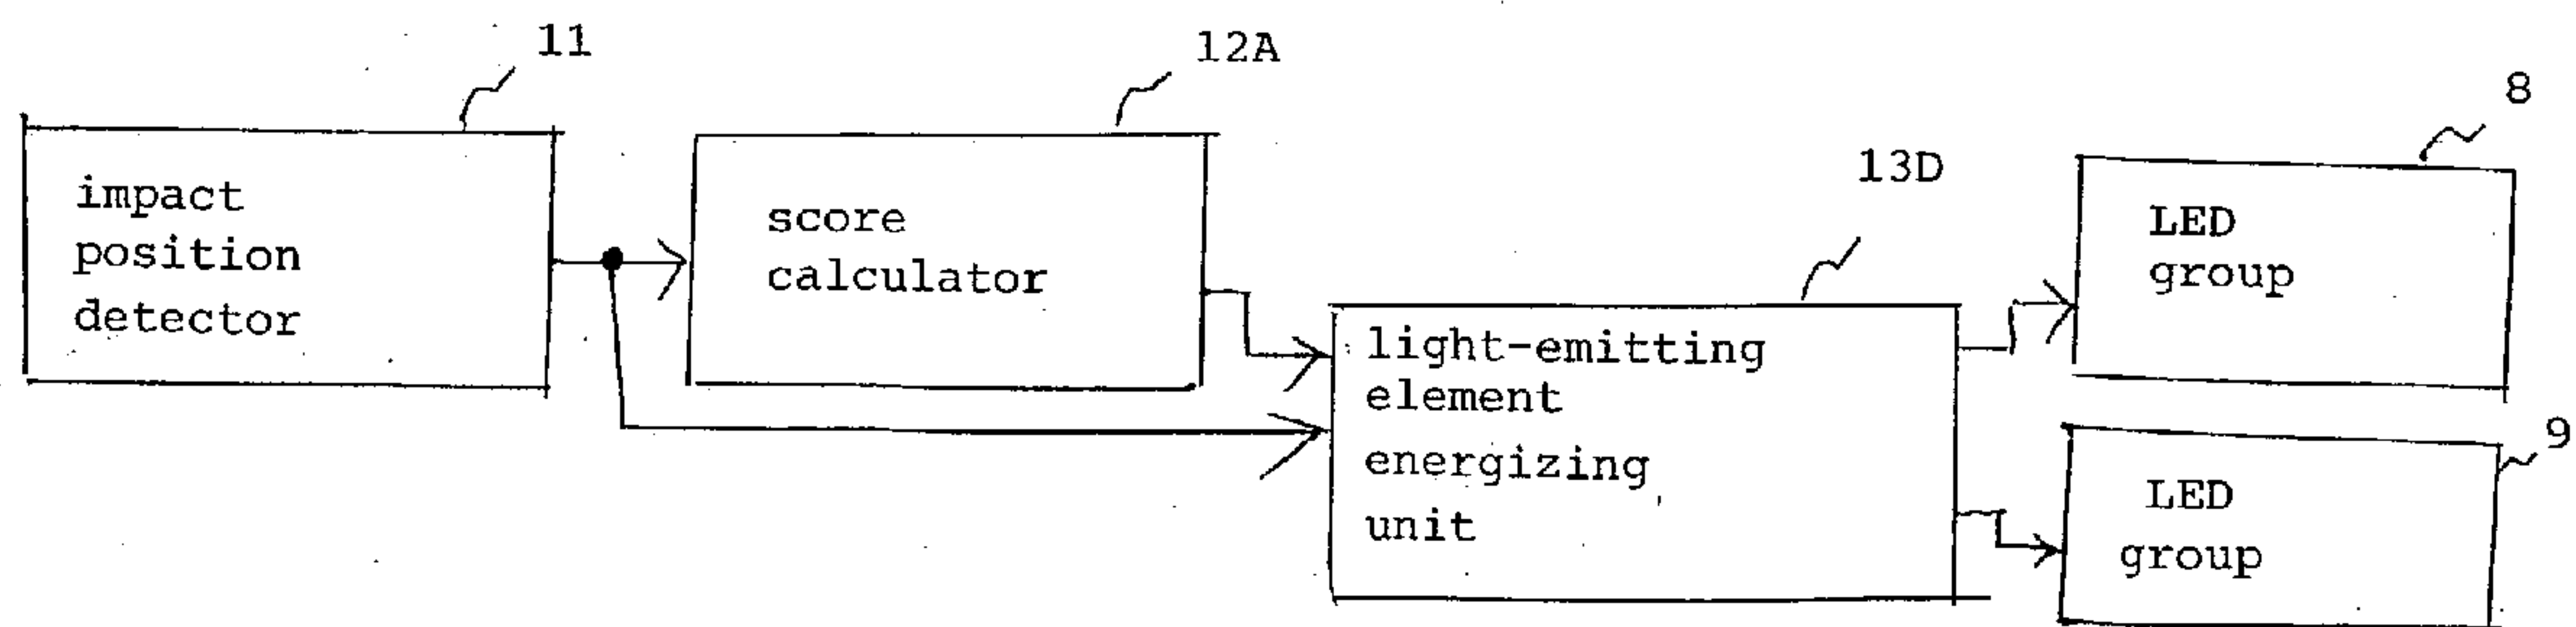 11
impact
position
detector
12A
score
calculator
13D
light-emitting
element
energizing
unit
8
LED
group
9
LED
group